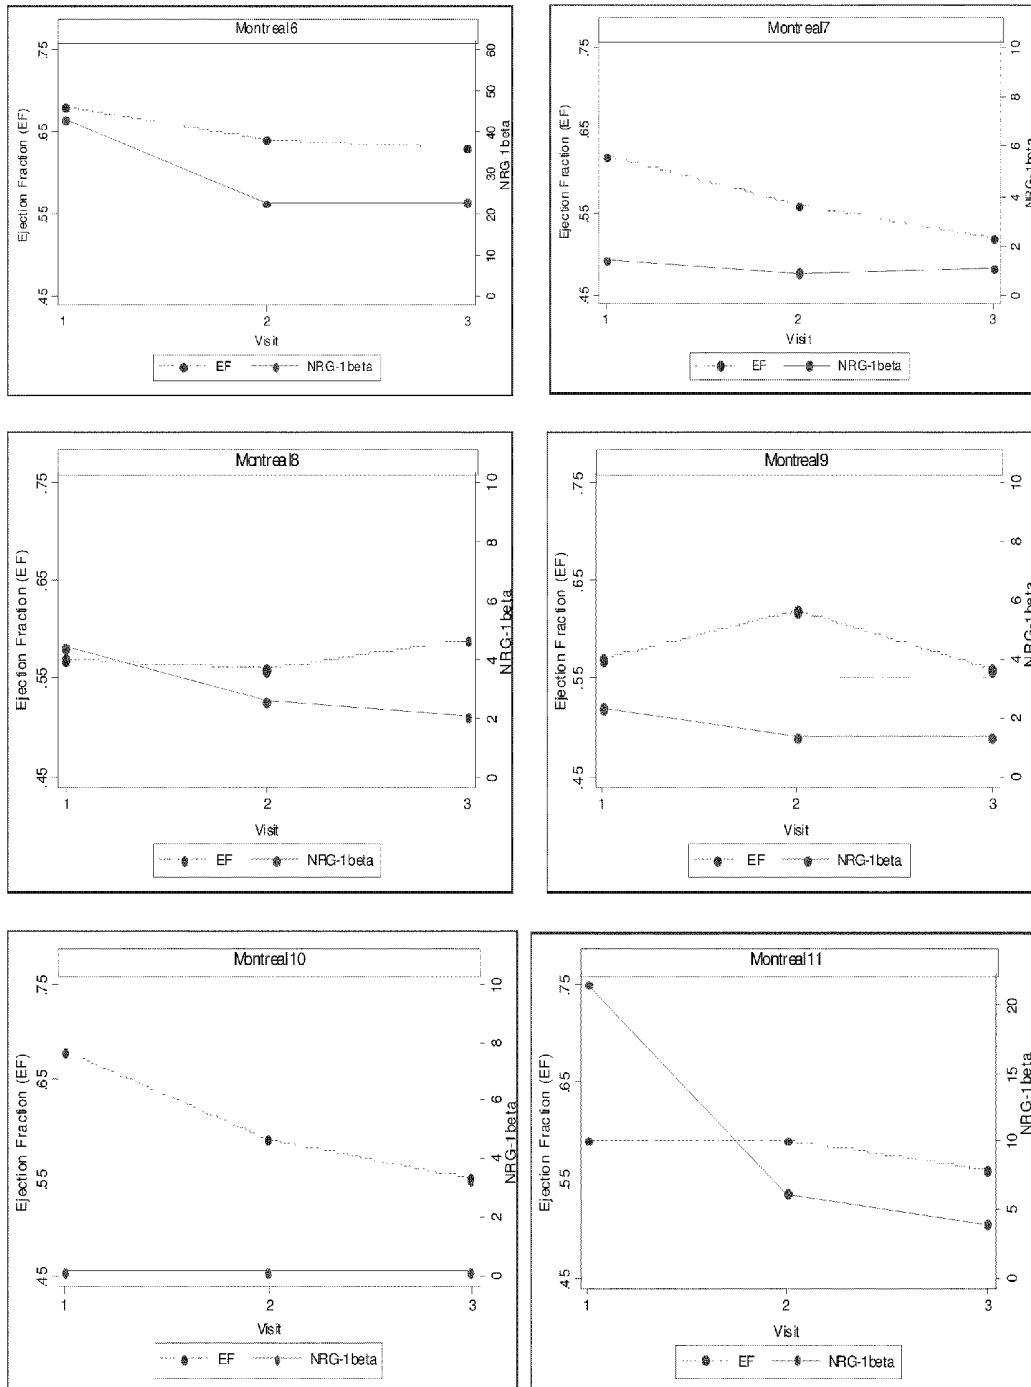 Montreal6
.75
.65
.55
.45
Ejection Fraction (EF)
60
50
40
30
20
10
0
NRG-1beta
1 2 3
Visit
EF NRG-1beta
Montreal7
.75
.65
.55
.45
Ejection Fraction (EF)
10
8
6
4
2
0
NRG-1beta
1 2 3
Visit
EF NRG-1beta
Montreal8
.75
.65
.55
.45
Ejection Fraction (EF)
10
8
6
4
2
0
NRG-1beta
1 2 3
Visit
EF NRG-1beta
Montreal9
.75
.65
.55
.45
Ejection Fraction (EF)
10
8
6
4
2
0
NRG-1beta
1 2 3
Visit
EF NRG-1beta
Montreal10
.75
.65
.55
.45
Ejection Fraction (EF)
10
8
6
4
2
0
NRG-1beta
1 2 3
Visit
EF NRG-1beta
Montreal11
.75
.65
.55
.45
Ejection Fraction (EF)
20
15
10
5
0
NRG-1beta
1 2 3
Visit
EF NRG-1beta